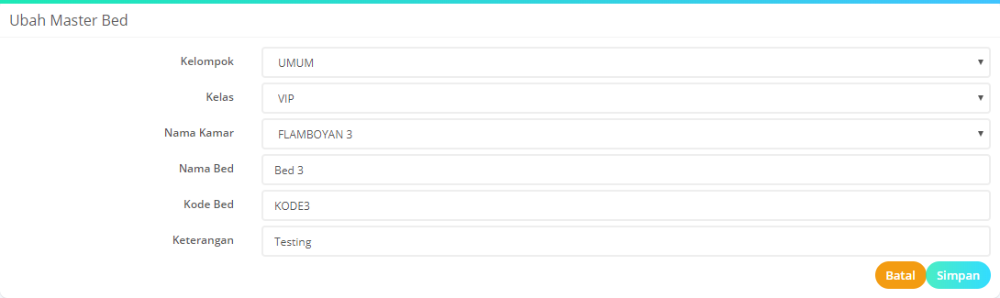 Ubah Master Bed
Kelompok UMUM
Kelas VIP
Nama Kamar FLAMBOYAN 3
Nama Bed Bed 3
Kode Bed KODE3
Keterangan Testing
Batal Simpan